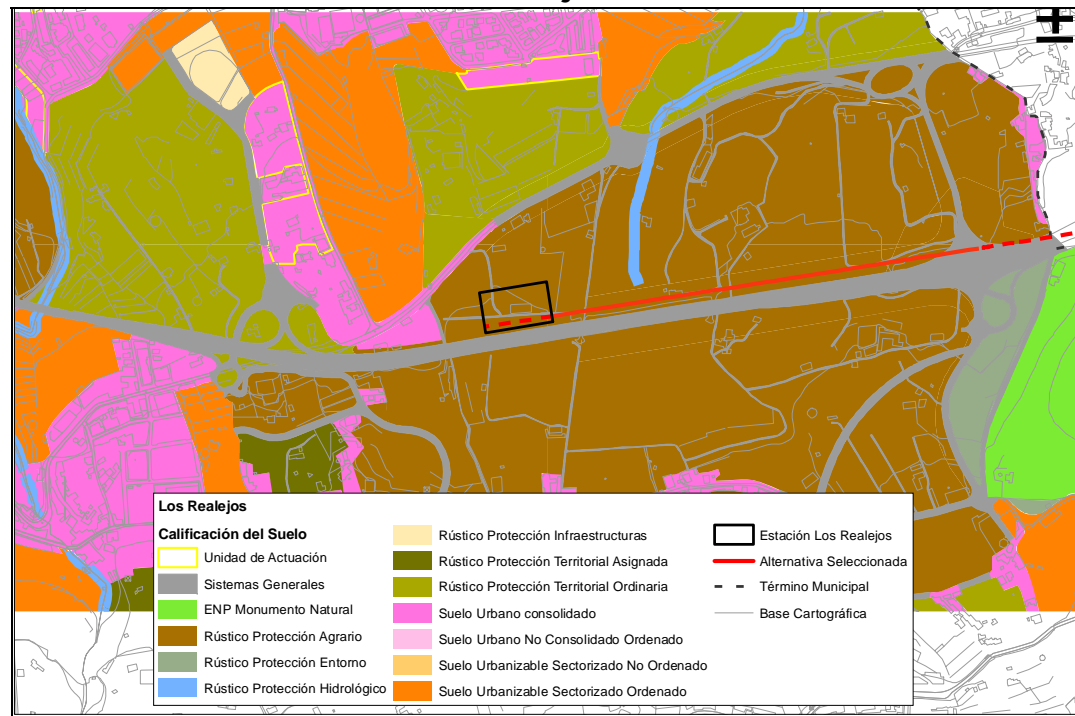 Los Realejos
Calificación del Suelo
Unidad de Actuación
Sistemas Generales
ENP Monumento Natural
Rústico Protección Agrario
Rústico Protección Entorno
Rústico Protección Hidrológico
Rústico Protección Infraestructuras
Rústico Protección Territorial Asignada
Rústico Protección Territorial Ordinaria
Suelo Urbano consolidado
Suelo Urbano No Consolidado Ordenado
Suelo Urbanizable Sectorizado No Ordenado
Suelo Urbanizable Sectorizado Ordenado
Estación Los Realejos
Alternativa Seleccionada
Término Municipal
Base Cartográfica